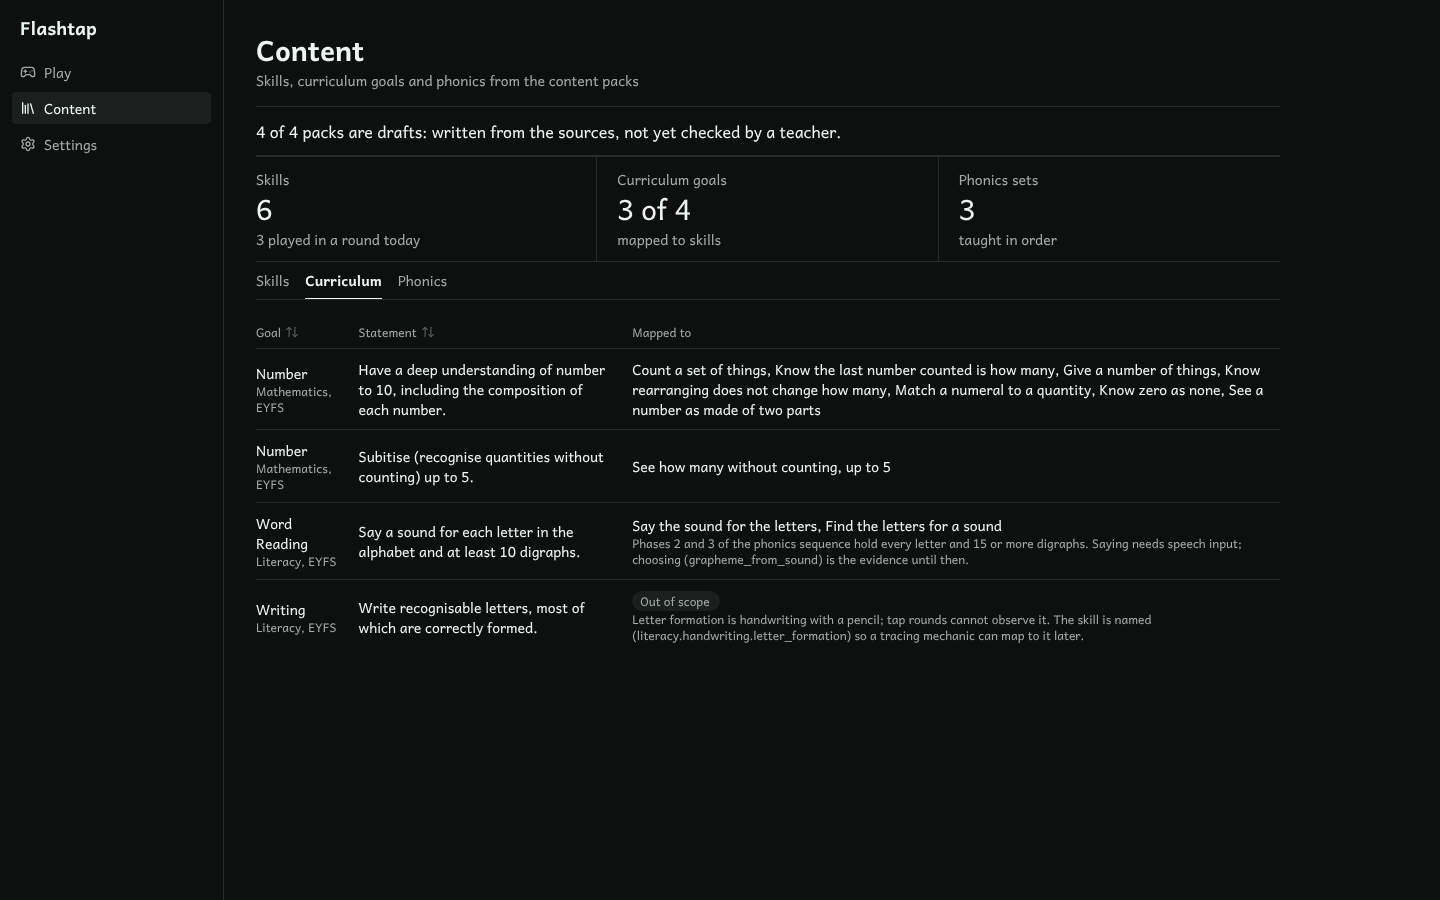 Flashtap
Play
Content
Settings
Content
Skills, curriculum goals and phonics from the content packs
4 of 4 packs are drafts: written from the sources, not yet checked by a teacher.
Skills
6
3 played in a round today
Curriculum goals
3 of 4
mapped to skills
Phonics sets
3
taught in order
Skills Curriculum Phonics
Goal Statement Mapped to
Number
Mathematics,
EYFS
Have a deep understanding of number
to 10, including the composition of
each number.
Count a set of things, Know the last number counted is how many, Give a number of things, Know
rearranging does not change how many, Match a numeral to a quantity, Know zero as none, See a
number as made of two parts
Number
Mathematics,
EYFS
Subitise (recognise quantities without
counting) up to 5.
See how many without counting, up to 5
Word
Reading
Literacy, EYFS
Say a sound for each letter in the
alphabet and at least 10 digraphs.
Say the sound for the letters, Find the letters for a sound
Phases 2 and 3 of the phonics sequence hold every letter and 15 or more digraphs. Saying needs speech input;
choosing (grapheme_from_sound) is the evidence until then.
Writing
Literacy, EYFS
Write recognisable letters, most of
which are correctly formed.
Out of scope
Letter formation is handwriting with a pencil; tap rounds cannot observe it. The skill is named
(literacy.handwriting.letter_formation) so a tracing mechanic can map to it later.